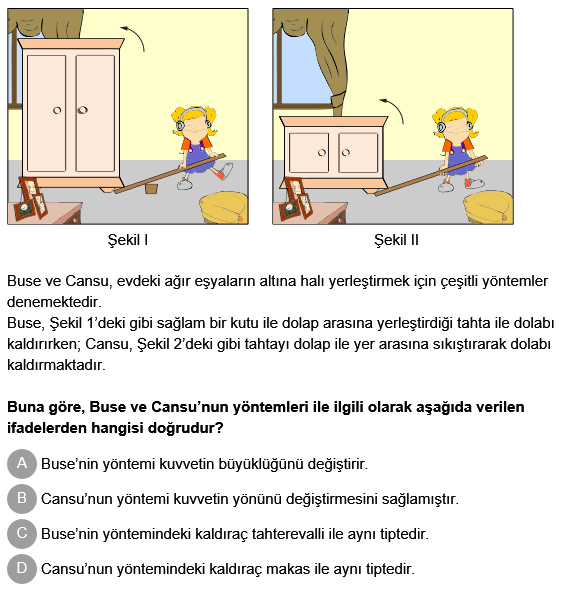 Şekil I
Şekil II
Buse ve Cansu, evdeki ağır eşyaların altına halı yerleştirmek için çeşitli yöntemler
denemektedir.
Buse, Şekil 1’deki gibi sağlam bir kutu ile dolap arasına yerleştirdiği tahta ile dolabı
kaldırırken; Cansu, Şekil 2’deki gibi tahtayı dolap ile yer arasına sıkıştırarak dolabı
kaldırmaktadır.
Buna göre, Buse ve Cansu’nun yöntemleri ile ilgili olarak aşağıda verilen
ifadelerden hangisi doğrudur?
A Buse’nin yöntemi kuvvetin büyüklüğünü değiştirir.
B Cansu’nun yöntemi kuvvetin yönünü değiştirmesini sağlamıştır.
C Buse’nin yöntemindeki kaldıraç tahterevalli ile aynı tiptedir.
D Cansu’nun yöntemindeki kaldıraç makas ile aynı tiptedir.